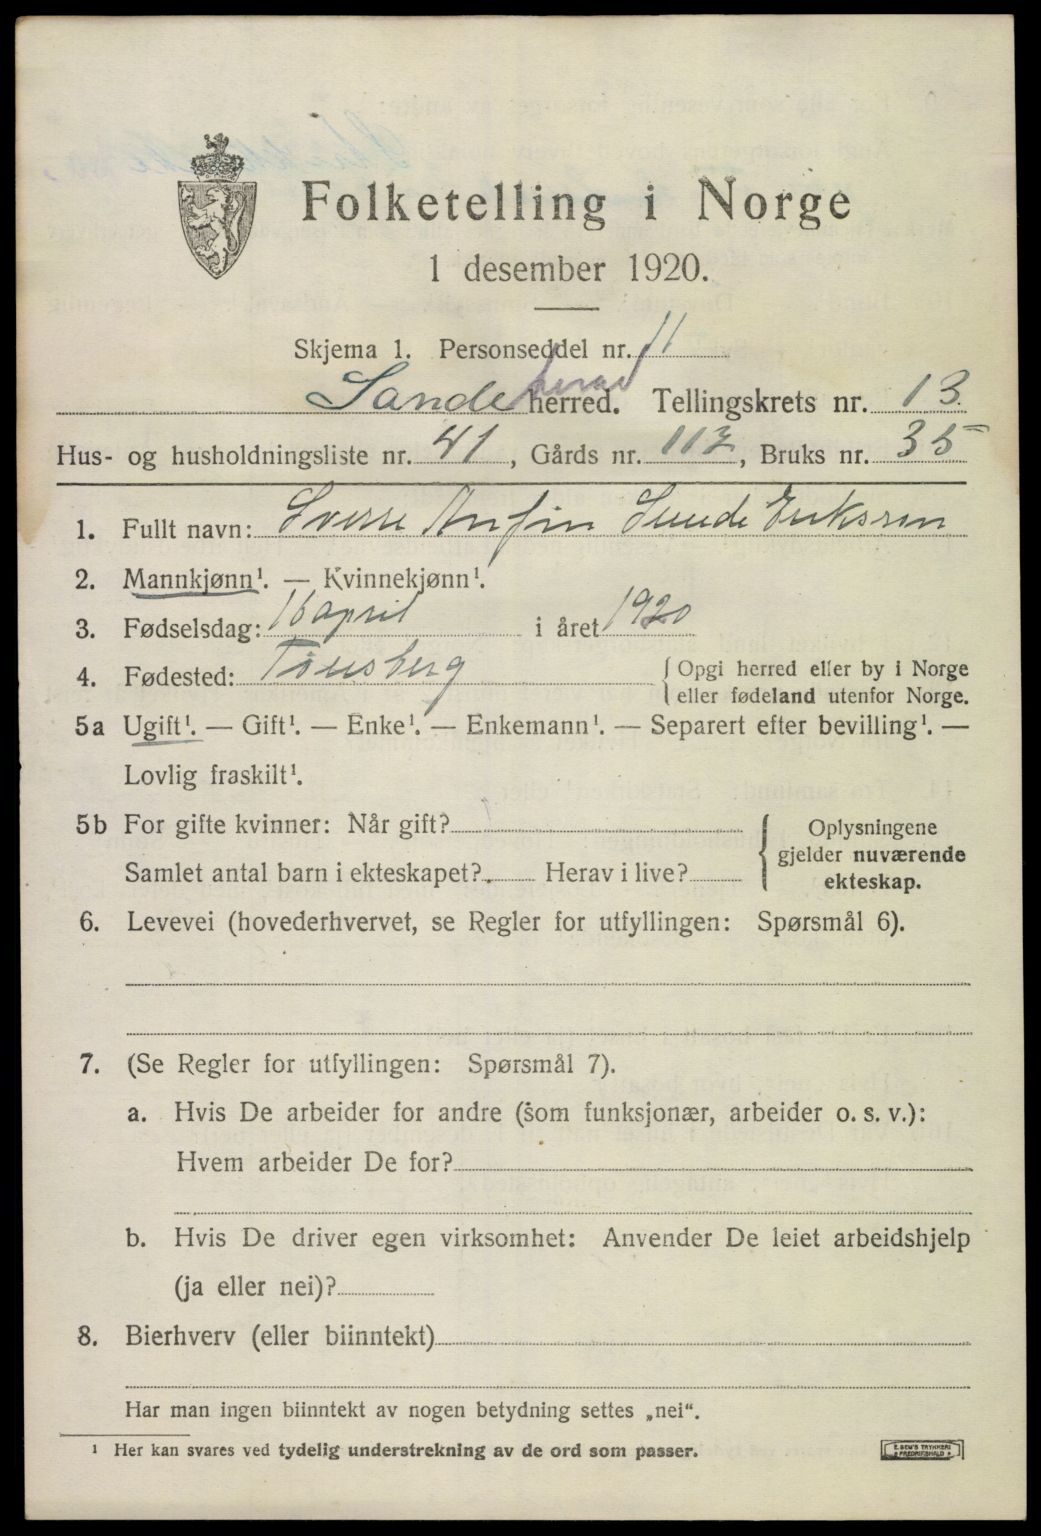 Folketelling i Norge
1 desember 1920.
Skjema 1. Personseddel nr. 11
Sandeherad herred. Tellingskrets nr. 13
Hus- og husholdningsliste nr. 41, Gårds nr. 112, Bruks nr. 35
1. Fullt navn: Sverre Anfin Sunde Eriksen
2. Mannkjønn¹. — Kvinnekjønn¹.
3. Fødselsdag: 16 april i året 1920
4. Fødested: Tønsberg { Opgi herred eller by i Norge
eller fødeland utenfor Norge.
5a Ugift¹. — Gift¹. — Enke¹. — Enkemann¹. — Separert efter bevilling¹. —
Lovlig fraskilt¹.
5b For gifte kvinner: Når gift?
Samlet antal barn i ekteskapet? Herav i live?
Oplysningene
gjelder nuværende
ekteskap.
6. Levevei (hovederhvervet, se Regler for utfyllingen: Spørsmål 6).
7. (Se Regler for utfyllingen: Spørsmål 7).
a. Hvis De arbeider for andre (som funksjonær, arbeider o. s. v.):
Hvem arbeider De for?
b. Hvis De driver egen virksomhet: Anvender De leiet arbeidshjelp
(ja eller nei)?
8. Bierhverv (eller biinntekt)
Har man ingen biinntekt av nogen betydning settes „nei“.
¹ Her kan svares ved tydelig understrekning av de ord som passer.
E. SEM'S TRYKKERI
FREDRIKSHALD